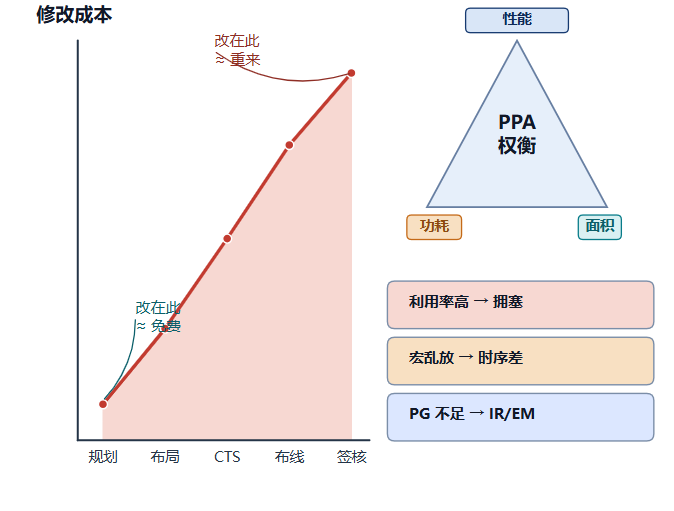 修改成本
改在此
≈ 重来
改在此
≈ 免费
规划
布局
CTS
布线
签核
性能
PPA
权衡
功耗
面积
利用率高 → 拥塞
宏乱放 → 时序差
PG 不足 → IR/EM